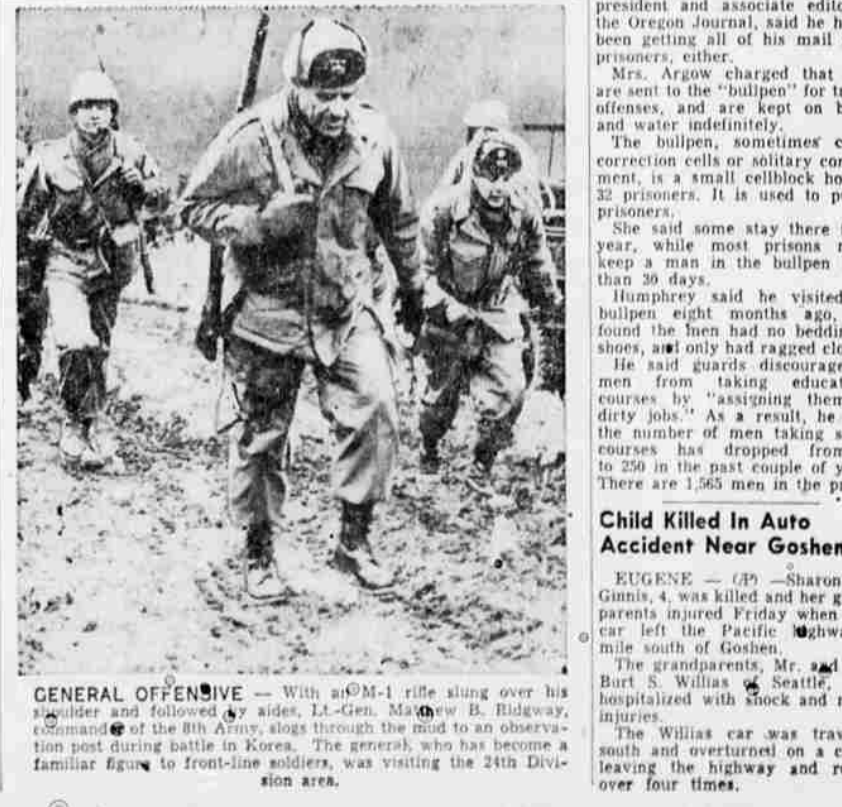 GENERAL OFFENSIVE — With an M-1 rifle slung over his
shoulder and followed by aides, Lt.-Gen. Matthew B. Ridgway,
commander of the 8th Army, slogs through the mud to an observa-
tion post during battle in Korea. The general, who has become a
familiar figure to front-line soldiers, was visiting the 24th Divi-
sion area.
president and associate edito
the Oregon Journal, said he h
been getting all of his mail
prisoners, either.
Mrs. Argow charged that
are sent to the "bullpen" for tr
offenses, and are kept on b
and water indefinitely.
The bullpen, sometimes c
correction cells or solitary con
ment, is a small cellblock ho
32 prisoners. It is used to pu
prisoners.
She said some stay there
year, while most prisons
keep a man in the bullpen
than 30 days.
Humphrey said he visited
bullpen eight months ago,
found the men had no beddin
shoes, and only had ragged clo
He said guards discourage
men from taking educat
courses by "assigning them
dirty jobs." As a result, he
the number of men taking s
courses has dropped from
to 250 in the past couple of y
There are 1,565 men in the pr
Child Killed In Auto
Accident Near Goshen
EUGENE — (AP) —Sharon
Ginnis, 4, was killed and her g
parents injured Friday when
car left the Pacific highwa
mile south of Goshen.
The grandparents, Mr. and
Burt S. Willias of Seattle,
hospitalized with shock and m
injuries.
The Willias car was trav
south and overturned on a c
leaving the highway and ro
over four times.